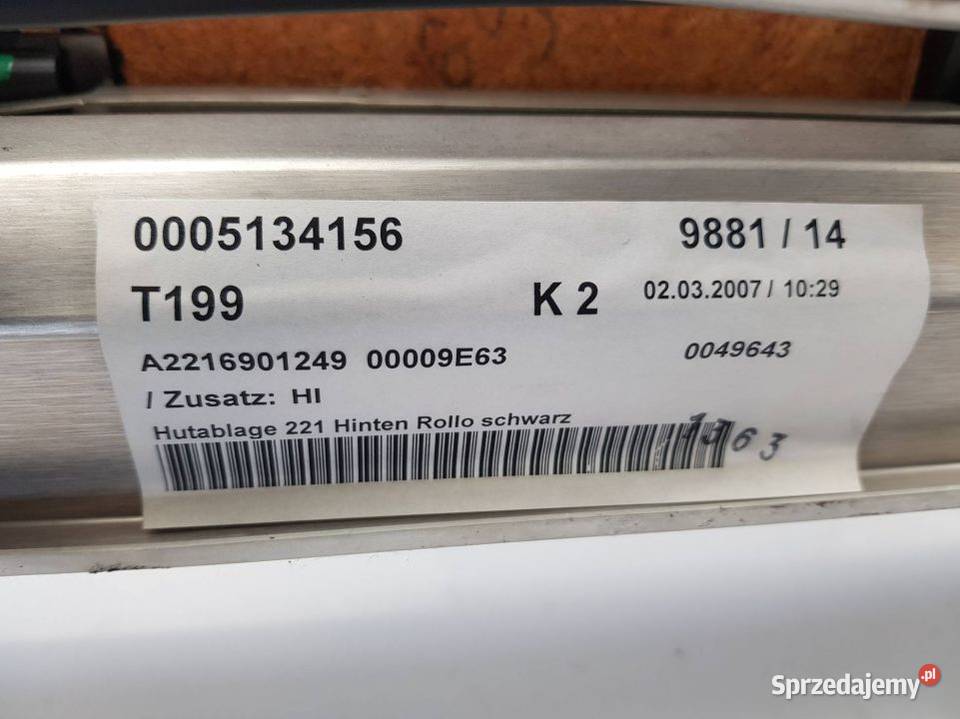 0005134156 9881 / 14
T199 K 2 02.03.2007 / 10:29
A2216901249 00009E63 0049643
/ Zusatz: HI
Hutablage 221 Hinten Rollo schwarz
1363
Sprzedajemy.pl